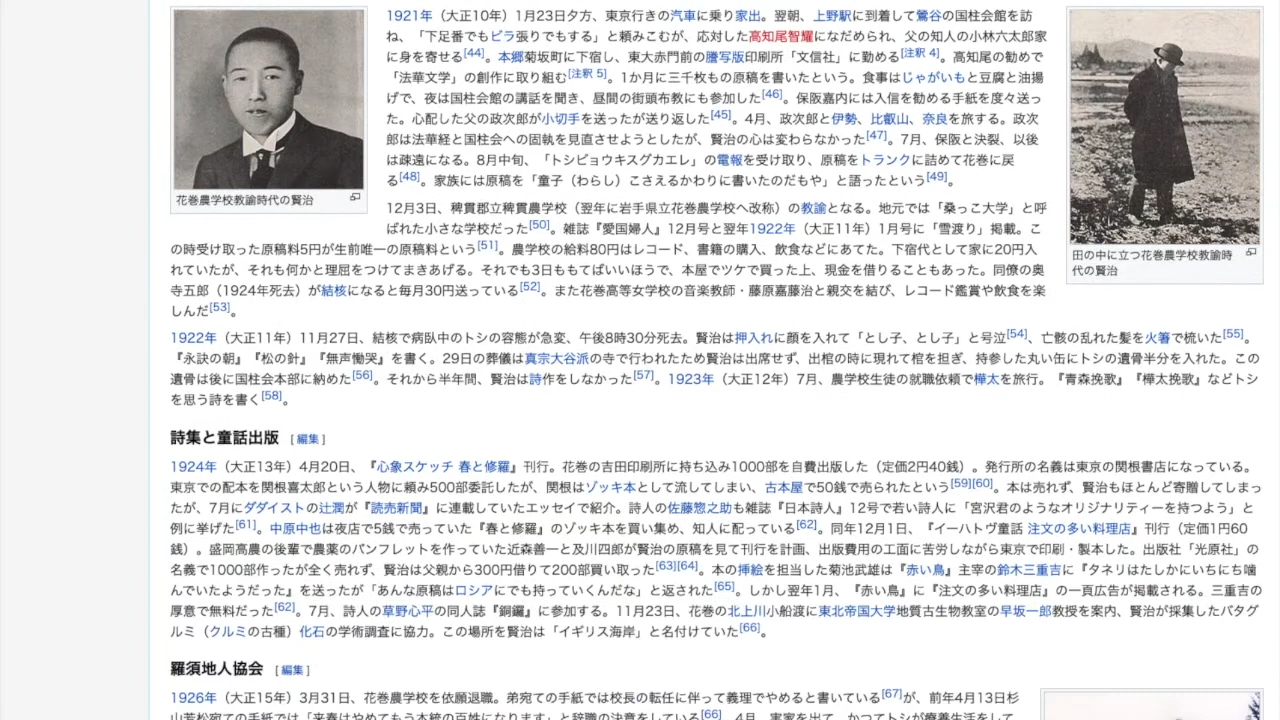 1921年（大正10年）1月23日夕方、東京行きの汽車に乗り家出。翌朝、上野駅に到着して鶯谷の国柱会館を訪
ね、「下足番でもビラ張りでもする」と頼みこむが、応対した高知尾智耀になだめられ、父の知人の小林六太郎家
に身を寄せる[44]。本郷菊坂町に下宿し、東大赤門前の謄写版印刷所「文信社」に勤める[注釈 4]。高知尾の勧めで
「法華文学」の創作に取り組む[注釈 5]。1か月に三千枚もの原稿を書いたという。食事はじゃがいもと豆腐と油揚
げで、夜は国柱会館の講話を聞き、昼間の街頭布教にも参加した[46]。保阪嘉内には入信を勧める手紙を度々送っ
た。心配した父の政次郎が小切手を送ったが送り返した[45]。4月、政次郎と伊勢、比叡山、奈良を旅する。政次
郎は法華経と国柱会への固執を見直させようとしたが、賢治の心は変わらなかった[47]。7月、保阪と決裂、以後
は疎遠になる。8月中旬、「トシビョウキスグカエレ」の電報を受け取り、原稿をトランクに詰めて花巻に戻
る[48]。家族には原稿を「童子（わらし）こさえるかわりに書いたのだもや」と語ったという[49]。
花巻農学校教諭時代の賢治
12月3日、稗貫郡立稗貫農学校（翌年に岩手県立花巻農学校へ改称）の教諭となる。地元では「桑っこ大学」と呼
ばれた小さな学校だった[50]。雑誌『愛国婦人』12月号と翌年1922年（大正11年）1月号に「雪渡り」掲載。こ
の時受け取った原稿料5円が生前唯一の原稿料という[51]。農学校の給料80円はレコード、書籍の購入、飲食などにあてた。下宿代として家に20円入
れていたが、それも何かと理屈をつけてまきあげる。それでも3日ももてばいいほうで、本屋でツケで買った上、現金を借りることもあった。同僚の奥
寺五郎（1924年死去）が結核になると毎月30円送っている[52]。また花巻高等女学校の音楽教師・藤原嘉藤治と親交を結び、レコード鑑賞や飲食を楽
しんだ[53]。
田の中に立つ花巻農学校教諭時
代の賢治
1922年（大正11年）11月27日、結核で病臥中のトシの容態が急変、午後8時30分死去。賢治は押入れに顔を入れて「とし子、とし子」と号泣[54]、亡骸の乱れた髪を火箸で梳いた[55]。
『永訣の朝』『松の針』『無声慟哭』を書く。29日の葬儀は真宗大谷派の寺で行われたため賢治は出席せず、出棺の時に現れて棺を担ぎ、持参した丸い缶にトシの遺骨半分を入れた。この
遺骨は後に国柱会本部に納めた[56]。それから半年間、賢治は詩作をしなかった[57]。1923年（大正12年）7月、農学校生徒の就職依頼で樺太を旅行。『青森挽歌』『樺太挽歌』などトシ
を思う詩を書く[58]。
詩集と童話出版 [編集]
1924年（大正13年）4月20日、『心象スケッチ 春と修羅』刊行。花巻の吉田印刷所に持ち込み1000部を自費出版した（定価2円40銭）。発行所の名義は東京の関根書店になっている。
東京での配本を関根喜太郎という人物に頼み500部委託したが、関根はゾッキ本として流してしまい、古本屋で50銭で売られたという[59][60]。本は売れず、賢治もほとんど寄贈してしまっ
たが、7月にダダイストの辻潤が『読売新聞』に連載していたエッセイで紹介。詩人の佐藤惣之助も雑誌『日本詩人』12号で若い詩人に「宮沢君のようなオリジナリティーを持つよう」と
例に挙げた[61]。中原中也は夜店で5銭で売っていた『春と修羅』のゾッキ本を買い集め、知人に配っている[62]。同年12月1日、『イーハトヴ童話 注文の多い料理店』刊行（定価1円60
銭）。盛岡高農の後輩で農薬のパンフレットを作っていた近森善一と及川四郎が賢治の原稿を見て刊行を計画、出版費用の工面に苦労しながら東京で印刷・製本した。出版社「光原社」の
名義で1000部作ったが全く売れず、賢治は父親から300円借りて200部買い取った[63][64]。本の挿絵を担当した菊池武雄は『赤い鳥』主宰の鈴木三重吉に『タネリはたしかにいちにち噛
んでいたようだった』を送ったが「あんな原稿はロシアにでも持っていくんだな」と返された[65]。しかし翌年1月、『赤い鳥』に『注文の多い料理店』の一頁広告が掲載される。三重吉の
厚意で無料だった[62]。7月、詩人の草野心平の同人誌『銅鑼』に参加する。11月23日、花巻の北上川小船渡に東北帝国大学地質古生物教室の早坂一郎教授を案内、賢治が採集したバタグ
ルミ（クルミの古種）化石の学術調査に協力。この場所を賢治は「イギリス海岸」と名付けていた[66]。
羅須地人協会 [編集]
1926年（大正15年）3月31日、花巻農学校を依願退職。弟宛ての手紙では校長の転任に伴って義理でやめると書いている[67]が、前年4月13日杉
山芳松宛ての手紙では「来春はやめてもう本統の百姓になります」と辞職の決意をしている[66]。4月、実家を出て、かつてトシが療養生活をして